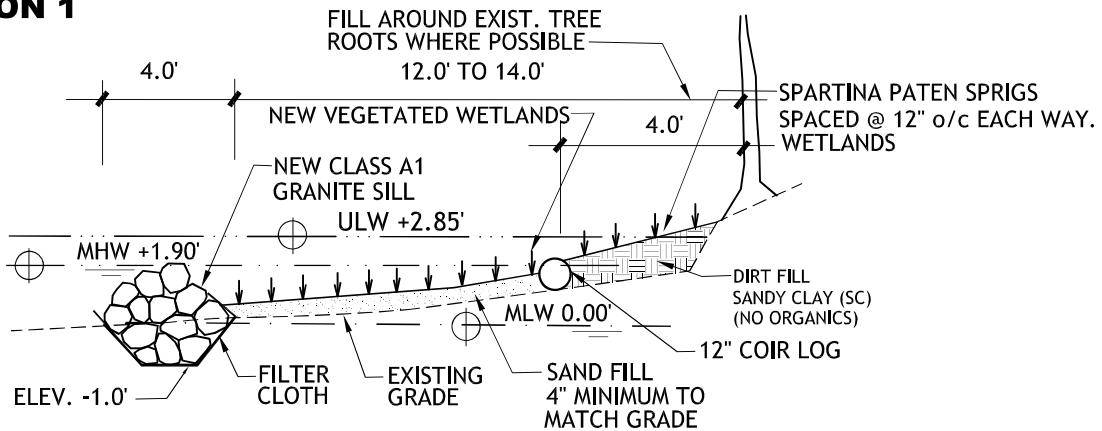 ON 1
FILL AROUND EXIST. TREE
ROOTS WHERE POSSIBLE
4.0'
12.0' TO 14.0'
SPARTINA PATEN SPRIGS
SPACED @ 12" o/c EACH WAY.
WETLANDS
NEW VEGETATED WETLANDS
4.0'
NEW CLASS A1
GRANITE SILL
ULW +2.85'
MHW +1.90'
DIRT FILL
SANDY CLAY (SC)
(NO ORGANICS)
MLW 0.00'
12" COIR LOG
ELEV. -1.0'
FILTER
CLOTH
EXISTING
GRADE
SAND FILL
4" MINIMUM TO
MATCH GRADE